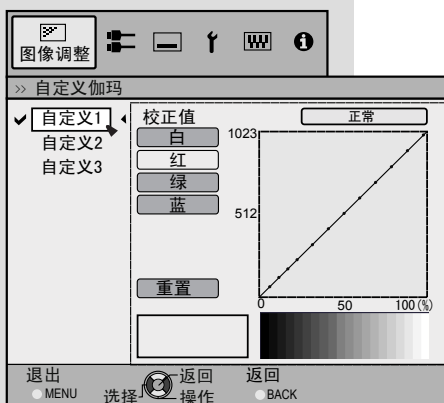 图像调整
>> 自定义伽玛
自定义1
自定义2
自定义3
校正值
正常
白
红
绿
蓝
重置
1023
512
0 50 100(%)
退出
MENU
选择
返回
操作
返回
BACK